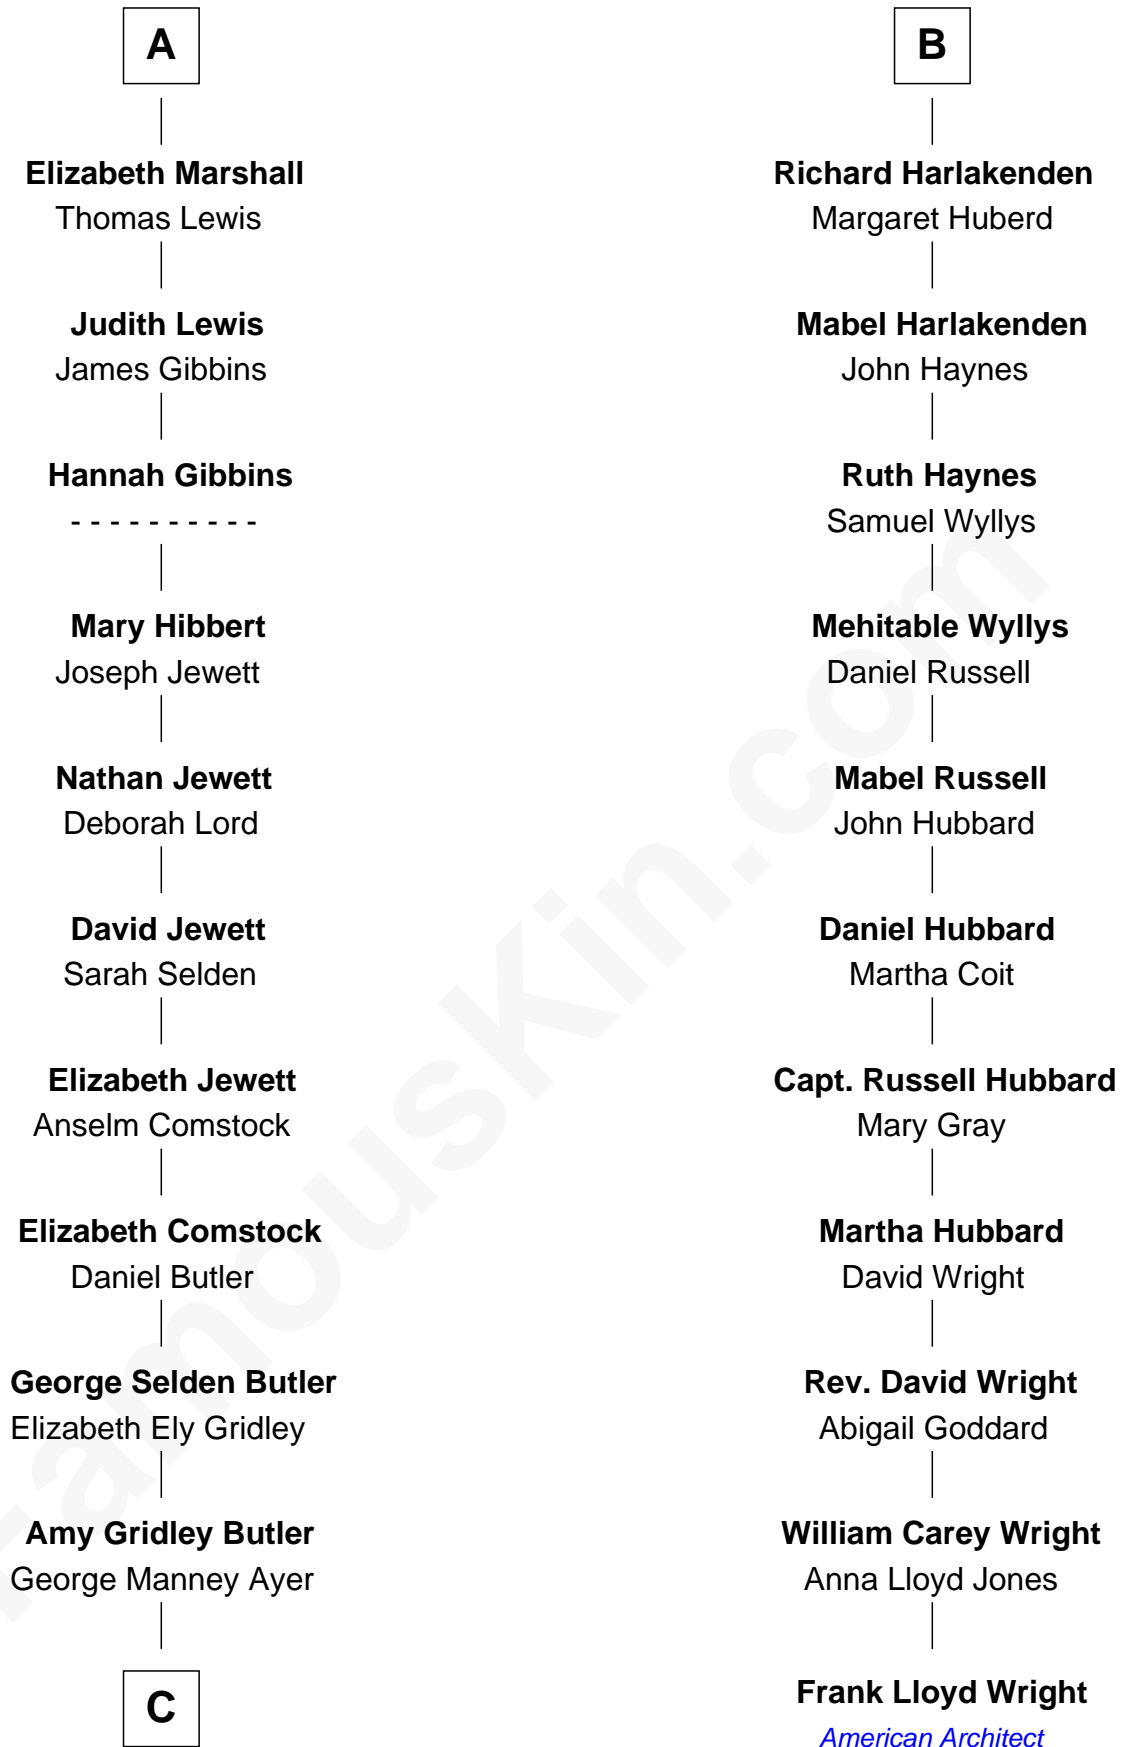 A
Elizabeth Marshall
Thomas Lewis
Judith Lewis
James Gibbins
Hannah Gibbins
- - - - - - - - - -
Mary Hibbert
Joseph Jewett
Nathan Jewett
Deborah Lord
David Jewett
Sarah Selden
Elizabeth Jewett
Anselm Comstock
Elizabeth Comstock
Daniel Butler
George Selden Butler
Elizabeth Ely Gridley
Amy Gridley Butler
George Manney Ayer
C
B
Richard Harlakenden
Margaret Huberd
Mabel Harlakenden
John Haynes
Ruth Haynes
Samuel Wyllys
Mehitable Wyllys
Daniel Russell
Mabel Russell
John Hubbard
Daniel Hubbard
Martha Coit
Capt. Russell Hubbard
Mary Gray
Martha Hubbard
David Wright
Rev. David Wright
Abigail Goddard
William Carey Wright
Anna Lloyd Jones
Frank Lloyd Wright
American Architect
FamousKin.com